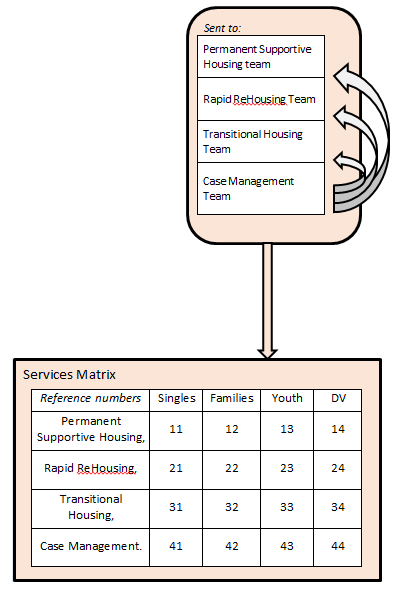 Sent to:
Permanent Supportive
Housing team
Rapid ReHousing Team
Transitional Housing
Team
Case Management
Team
Services Matrix
Reference numbers Singles Families Youth DV
Permanent
Supportive Housing, 11 12 13 14
Rapid ReHousing, 21 22 23 24
Transitional
Housing, 31 32 33 34
Case Management. 41 42 43 44